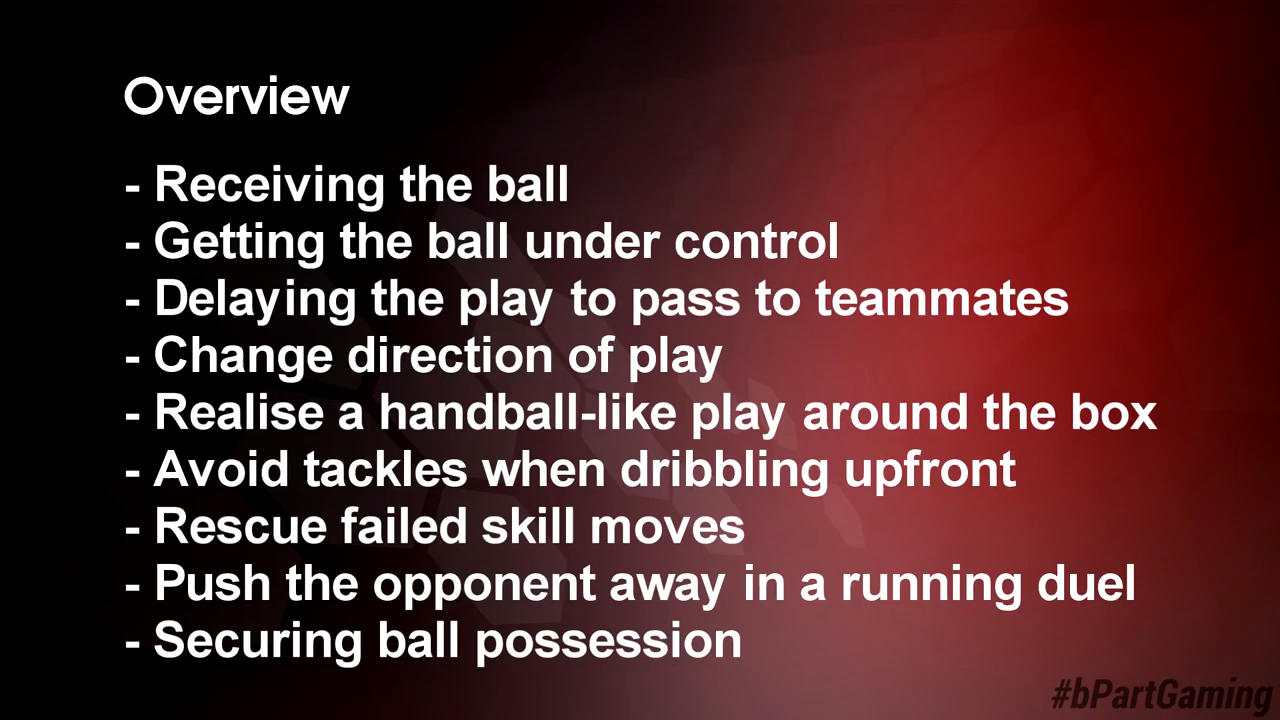 Overview
- Receiving the ball
- Getting the ball under control
- Delaying the play to pass to teammates
- Change direction of play
- Realise a handball-like play around the box
- Avoid tackles when dribbling upfront
- Rescue failed skill moves
- Push the opponent away in a running duel
- Securing ball possession
#bPartGaming